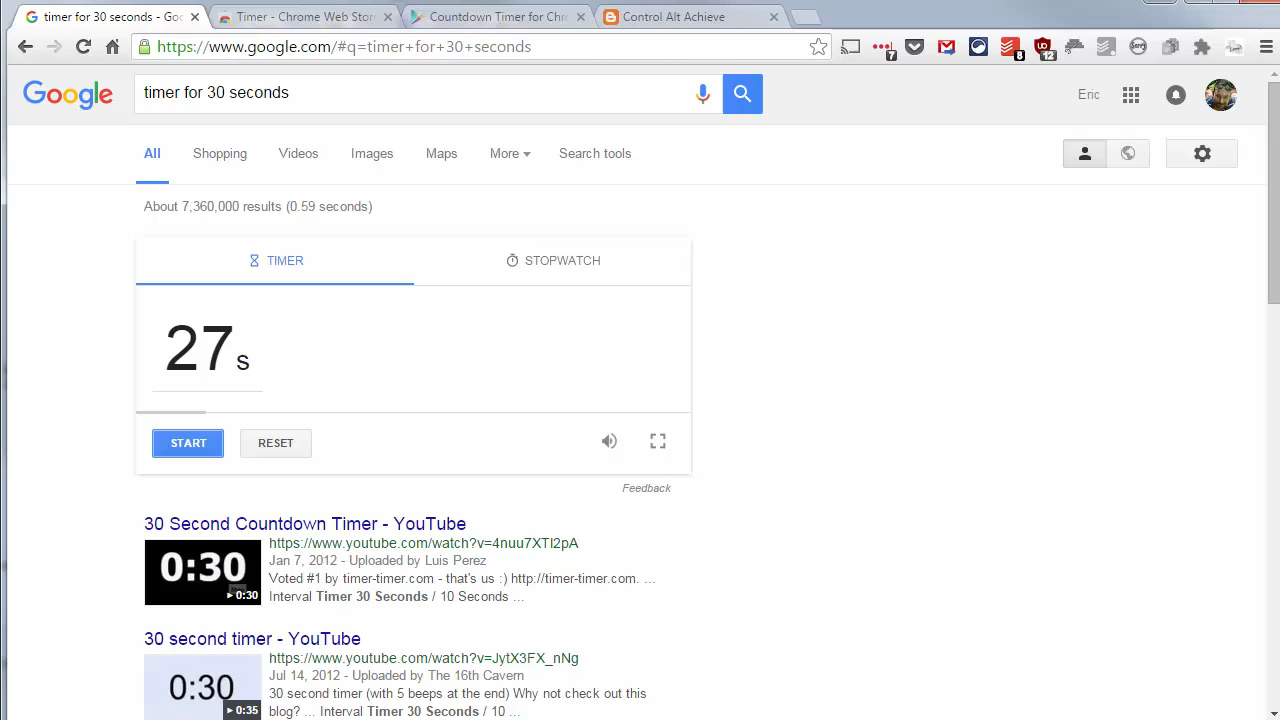 timer for 30 seconds - Goo
Timer - Chrome Web Stor
Countdown Timer for Chr
Control Alt Achieve
https://www.google.com/#q=timer+for+30+seconds
7
8
12
Google
timer for 30 seconds
Eric
All
Shopping
Videos
Images
Maps
More
Search tools
About 7,360,000 results (0.59 seconds)
TIMER
STOPWATCH
27 s
START
RESET
Feedback
30 Second Countdown Timer - YouTube
https://www.youtube.com/watch?v=4nuu7XTI2pA
Jan 7, 2012 - Uploaded by Luis Perez
Voted #1 by timer-timer.com - that's us :) http://timer-timer.com. ...
Interval Timer 30 Seconds / 10 Seconds ...
0:30
0:30
30 second timer - YouTube
https://www.youtube.com/watch?v=JytX3FX_nNg
Jul 14, 2012 - Uploaded by The 16th Cavern
30 second timer (with 5 beeps at the end) Why not check out this
blog? ... Interval Timer 30 Seconds / 10 ...
0:30
0:35